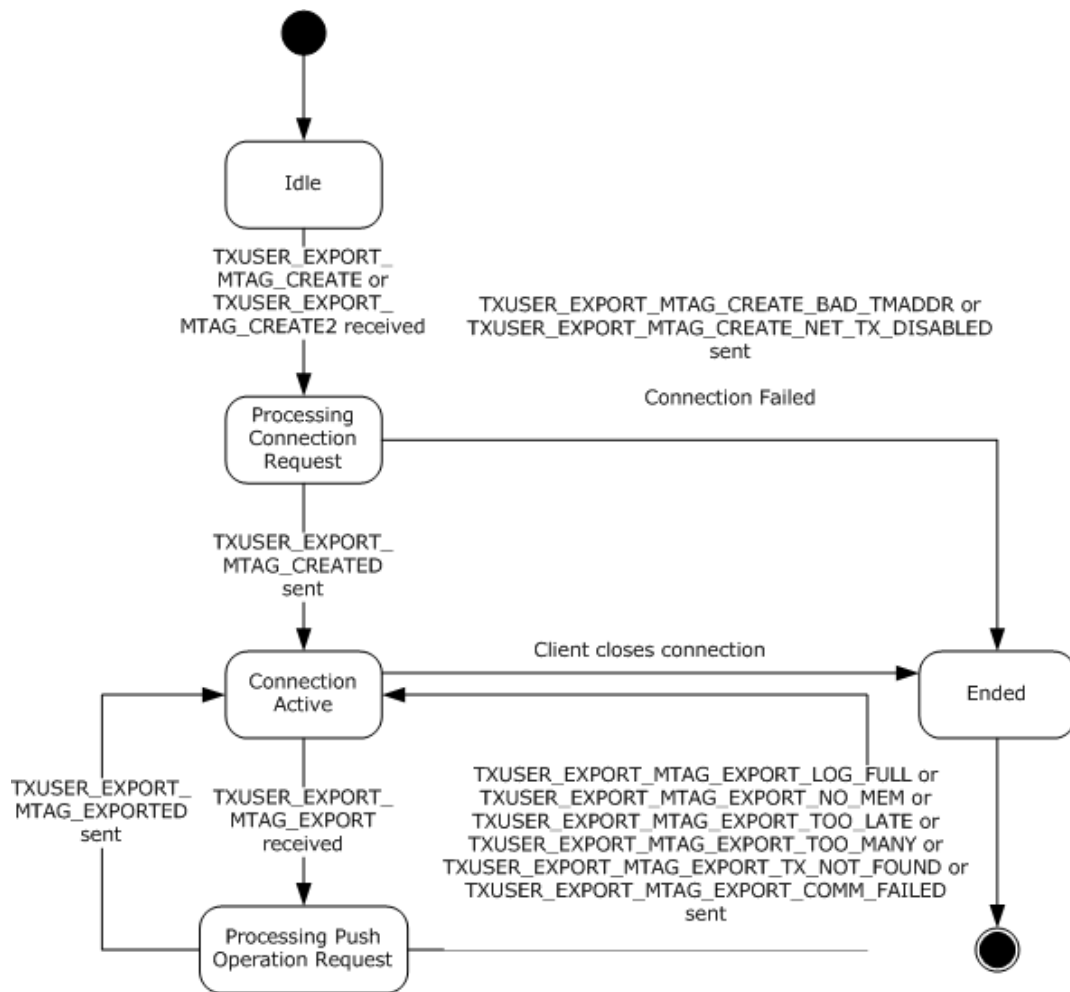 Idle
TXUSER_EXPORT_
MTAG_CREATE or
TXUSER_EXPORT_
MTAG_CREATE2 received
TXUSER_EXPORT_MTAG_CREATE_BAD_TMADDR or
TXUSER_EXPORT_MTAG_CREATE_NET_TX_DISABLED
sent
Connection Failed
Processing
Connection
Request
TXUSER_EXPORT_
MTAG_CREATED
sent
Client closes connection
Connection
Active
Ended
TXUSER_EXPORT_
MTAG_EXPORTED
sent
TXUSER_EXPORT_
MTAG_EXPORT
received
TXUSER_EXPORT_MTAG_EXPORT_LOG_FULL or
TXUSER_EXPORT_MTAG_EXPORT_NO_MEM or
TXUSER_EXPORT_MTAG_EXPORT_TOO_LATE or
TXUSER_EXPORT_MTAG_EXPORT_TOO_MANY or
TXUSER_EXPORT_MTAG_EXPORT_TX_NOT_FOUND or
TXUSER_EXPORT_MTAG_EXPORT_COMM_FAILED
sent
Processing Push
Operation Request